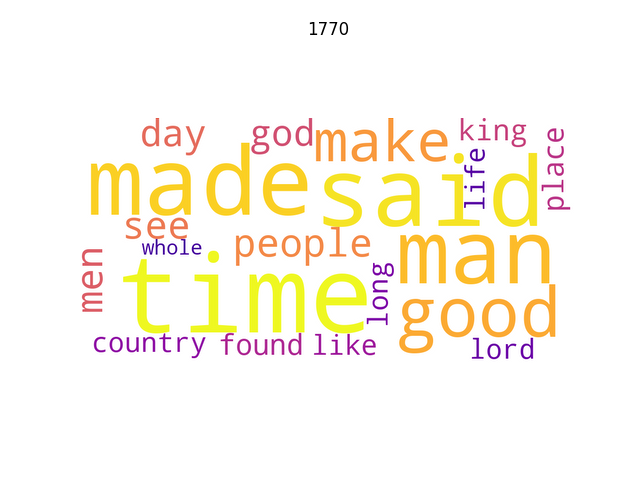 1770
day god make king
made said life place
see
whole people man
men time long good
country found like lord